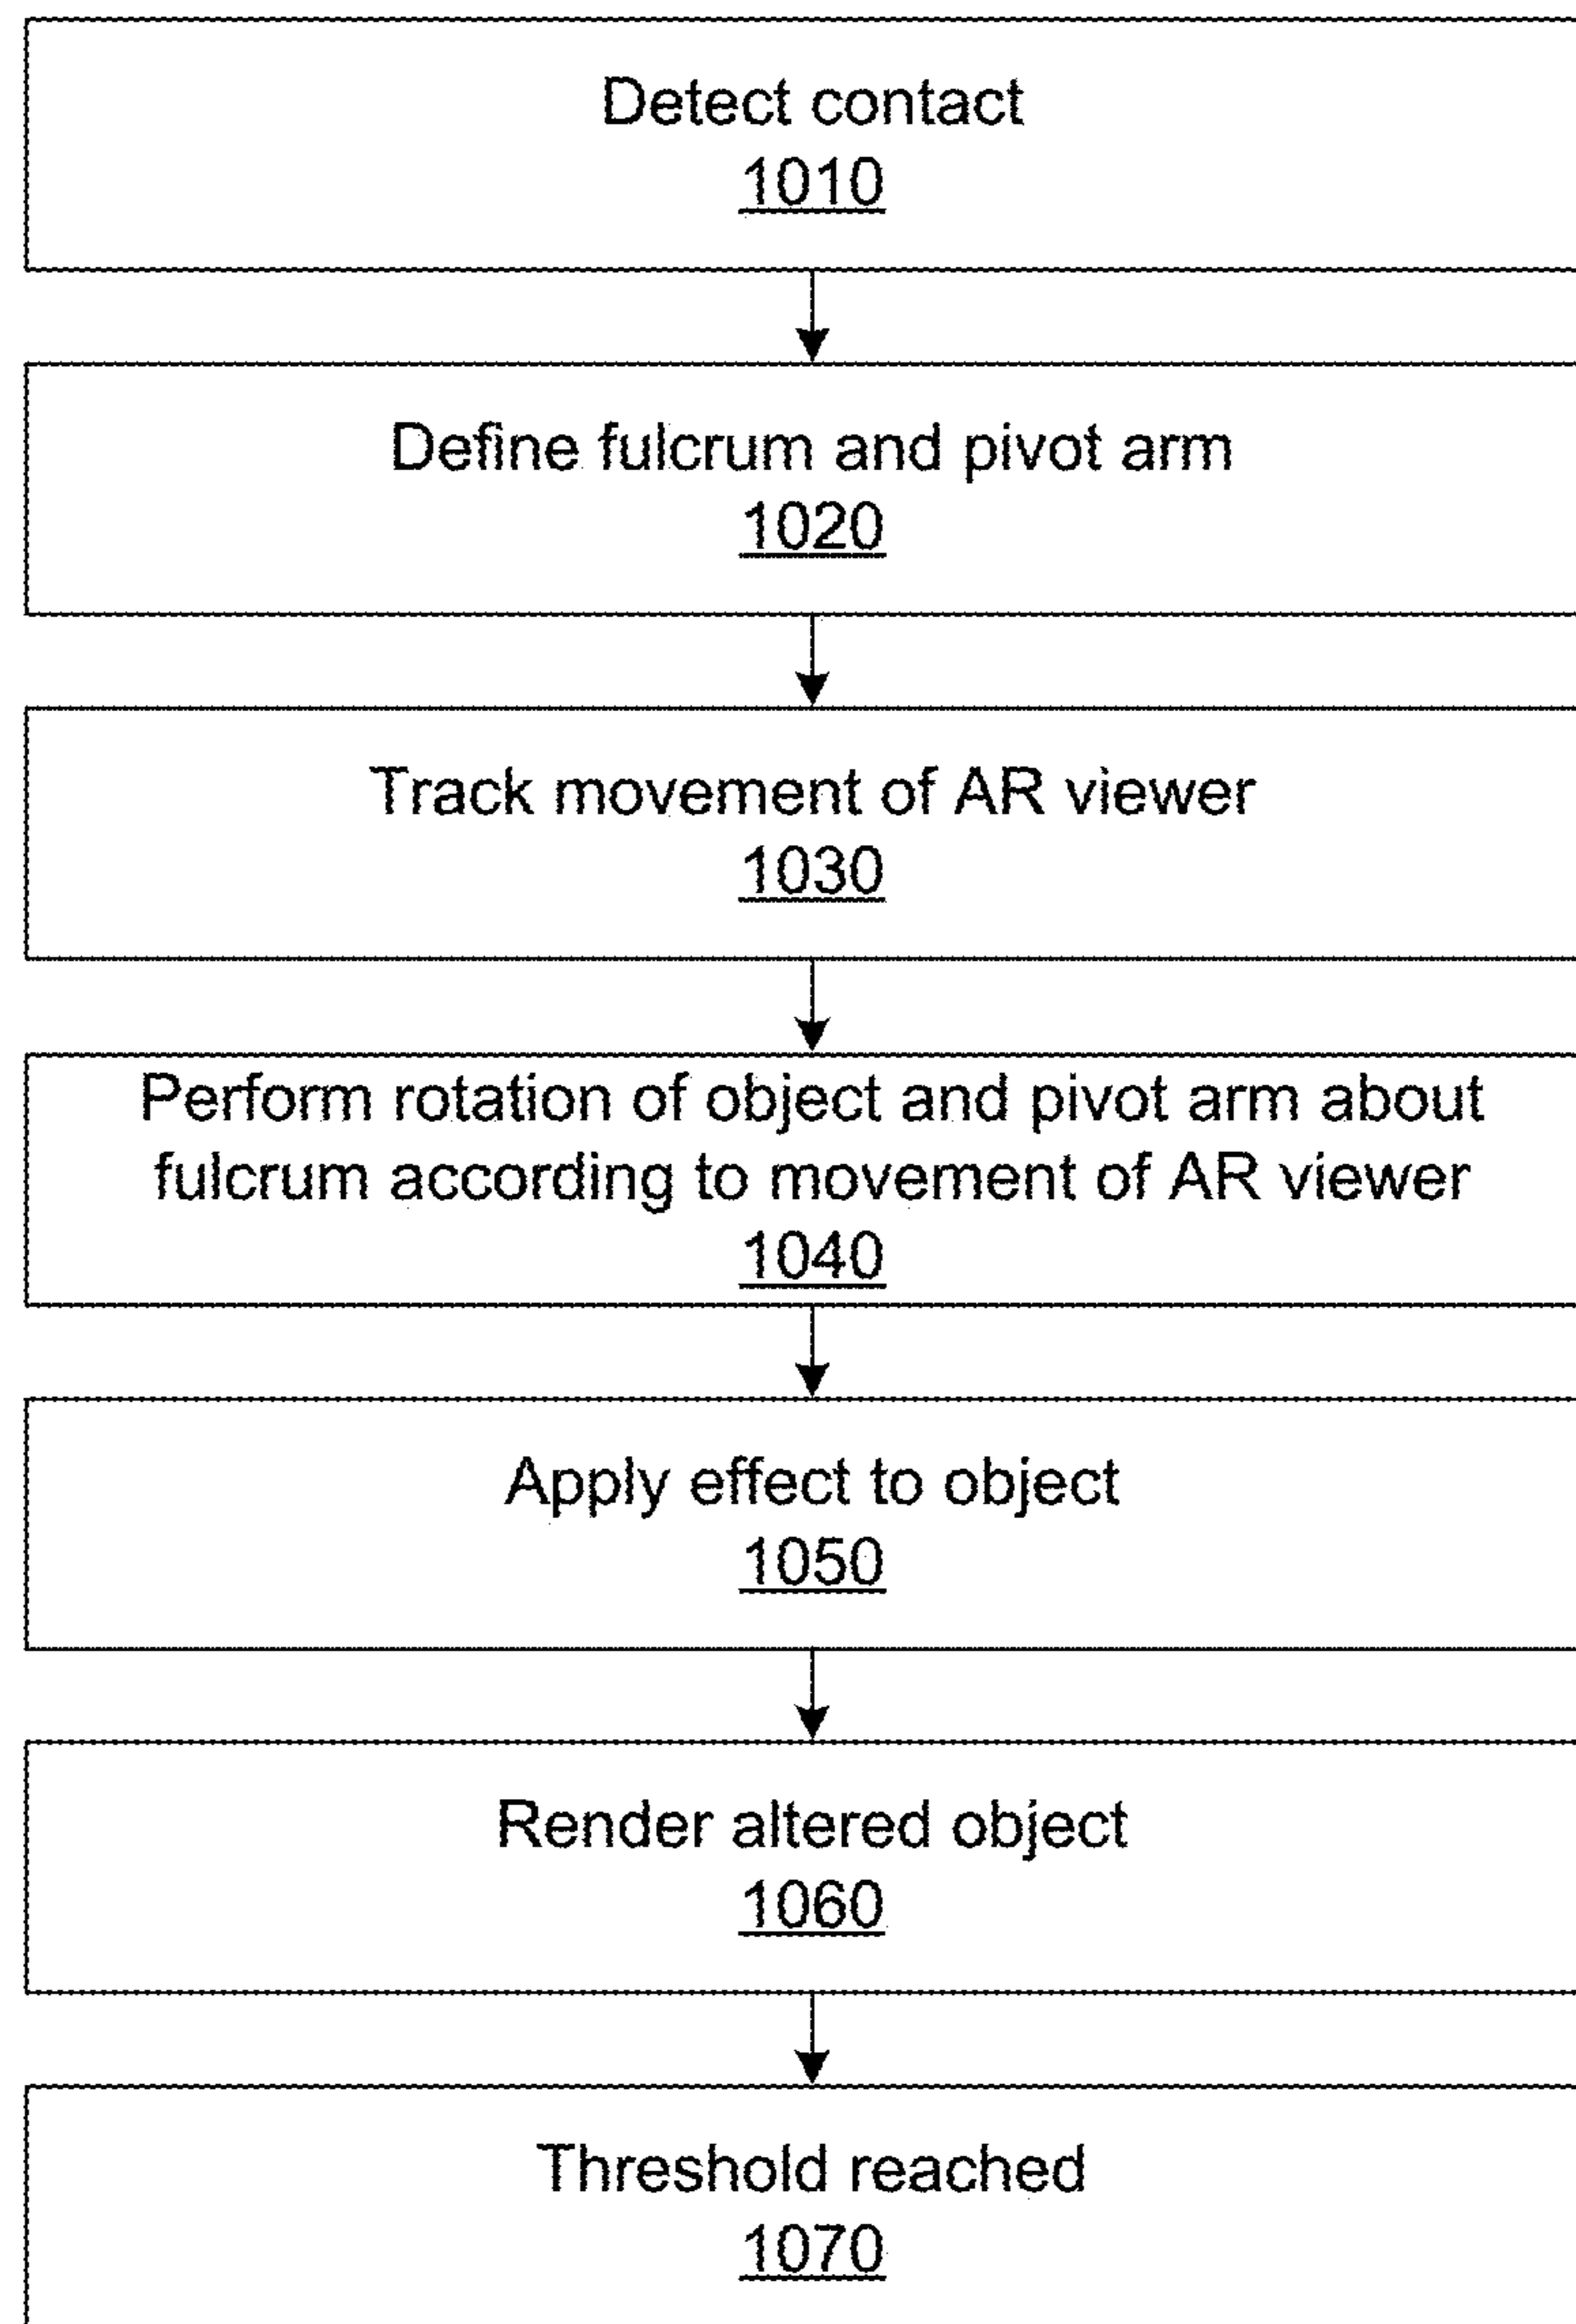 Detect contact
1010
Define fulcrum and pivot arm
1020
Track movement of AR viewer
1030
Perform rotation of object and pivot arm about
fulcrum according to movement of AR viewer
1040
Apply effect to object
1050
Render altered object
1060
Threshold reached
1070